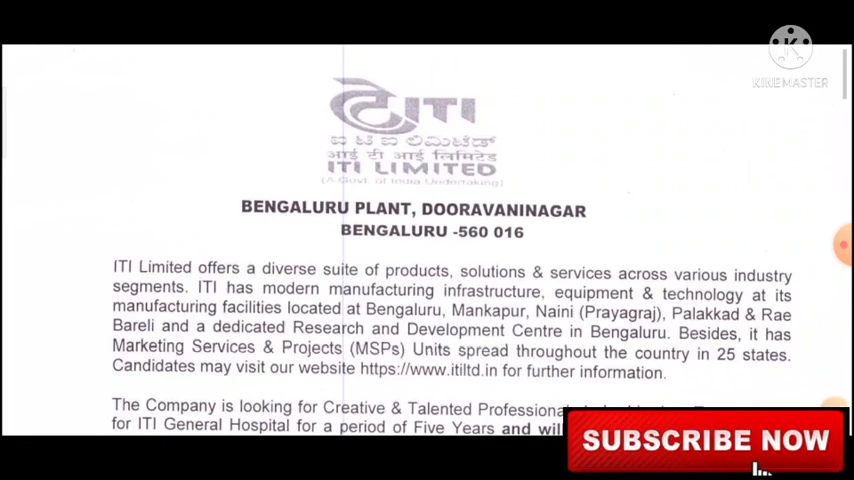 KINEMASTER
ITI
ಐ ಟಿ ಐ ಲಿಮಿಟೆಡ್
आई टी आई लिमिटेड
ITI LIMITED
(A Govt. of India Undertaking)
BENGALURU PLANT, DOORAVANINAGAR
BENGALURU -560 016
ITI Limited offers a diverse suite of products, solutions & services across various industry
segments. ITI has modern manufacturing infrastructure, equipment & technology at its
manufacturing facilities located at Bengaluru, Mankapur, Naini (Prayagraj), Palakkad & Rae
Bareli and a dedicated Research and Development Centre in Bengaluru. Besides, it has
Marketing Services & Projects (MSPs) Units spread throughout the country in 25 states.
Candidates may visit our website https://www.itiltd.in for further information.
The Company is looking for Creative & Talented
for ITI General Hospital for a period of Five Years and will
SUBSCRIBE NOW